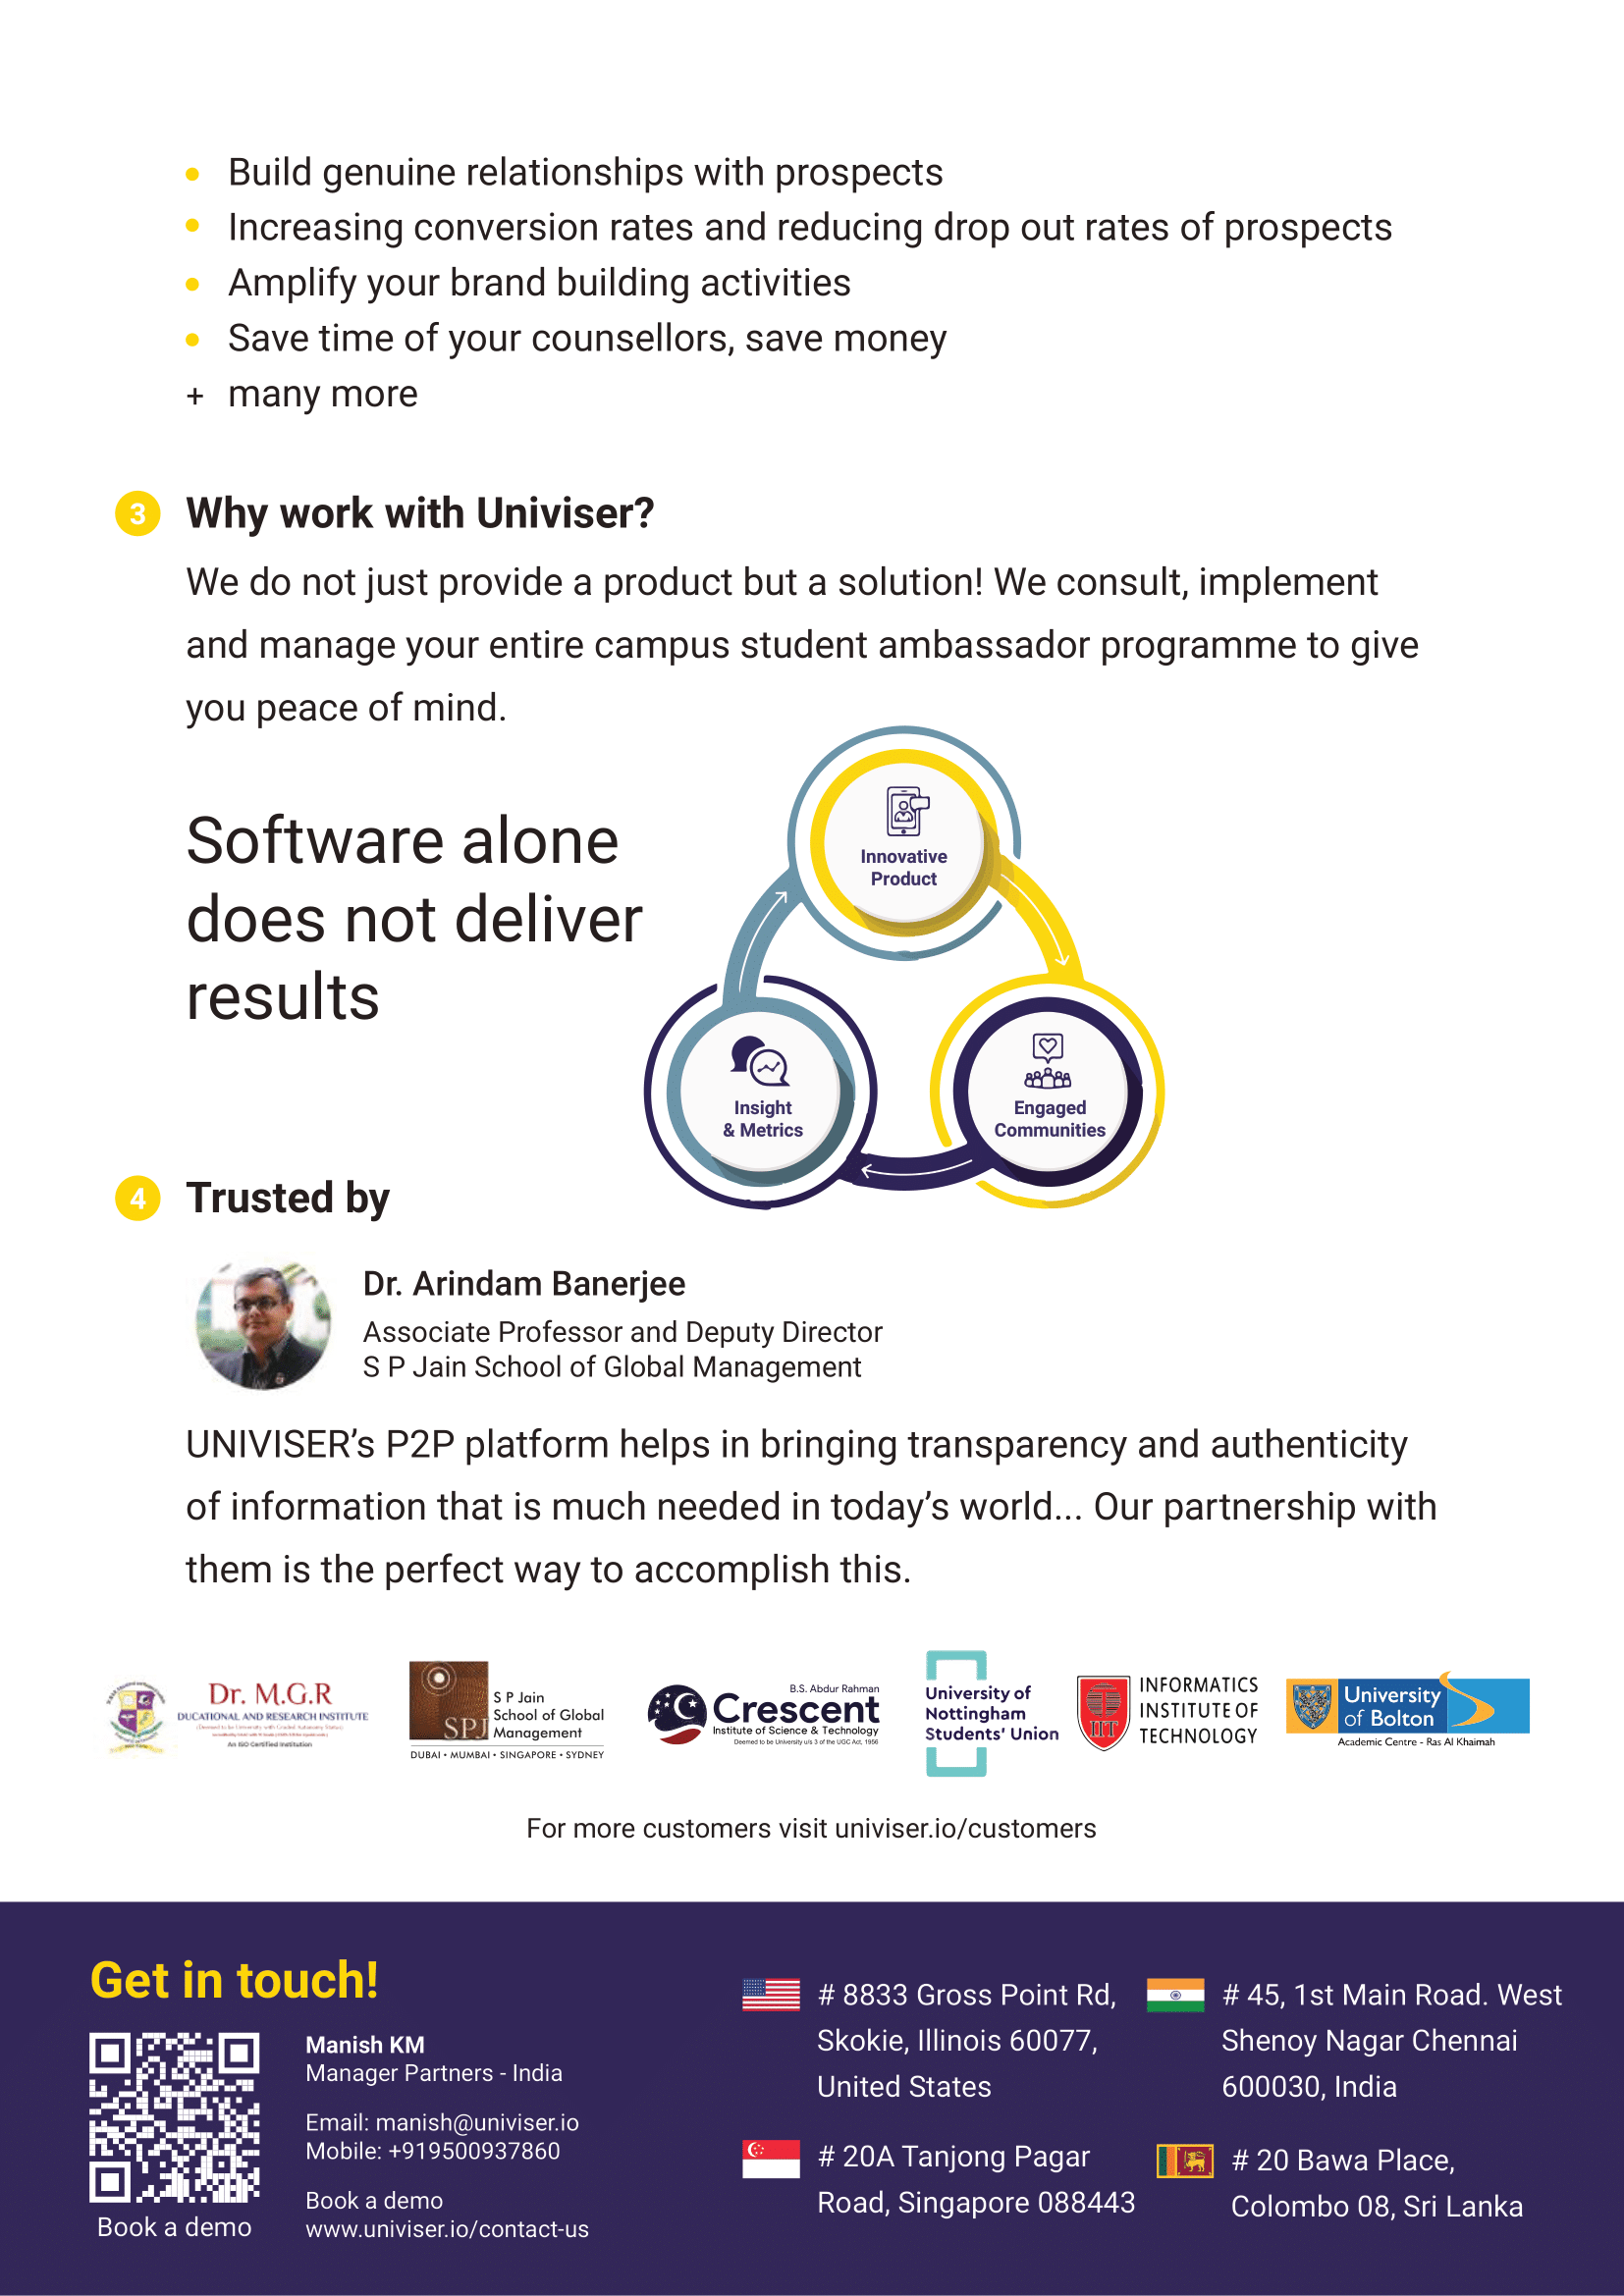 Build genuine relationships with prospects
Increasing conversion rates and reducing drop out rates of prospects
Amplify your brand building activities
Save time of your counsellors, save money
+ many more
3 Why work with Univiser?
We do not just provide a product but a solution! We consult, implement
and manage your entire campus student ambassador programme to give
you peace of mind.
Software alone
does not deliver
results
Innovative
Product
Insight
& Metrics
Engaged
Communities
4 Trusted by
Dr. Arindam Banerjee
Associate Professor and Deputy Director
S P Jain School of Global Management
UNIVISER's P2P platform helps in bringing transparency and authenticity
of information that is much needed in today's world... Our partnership with
them is the perfect way to accomplish this.
Dr. M.G.R
DUCATIONAL AND RESEARCH INSTITUTE
An ISO Certified Institution
SPJ
S P Jain
School of Global
Management
DUBAI • MUMBAI • SINGAPORE • SYDNEY
B.S. Abdur Rahman
Crescent
Institute of Science & Technology
Deemed to be University u/s 3 of the UGC Act, 1956
University of
Nottingham
Students' Union
IIT
INFORMATICS
INSTITUTE OF
TECHNOLOGY
University
of Bolton
Academic Centre - Ras Al Khaimah
For more customers visit univiser.io/customers
Get in touch!
Book a demo
Manish KM
Manager Partners - India
Email: manish@univiser.io
Mobile: +919500937860
Book a demo
www.univiser.io/contact-us
# 8833 Gross Point Rd,
Skokie, Illinois 60077,
United States
# 45, 1st Main Road. West
Shenoy Nagar Chennai
600030, India
# 20A Tanjong Pagar
Road, Singapore 088443
# 20 Bawa Place,
Colombo 08, Sri Lanka